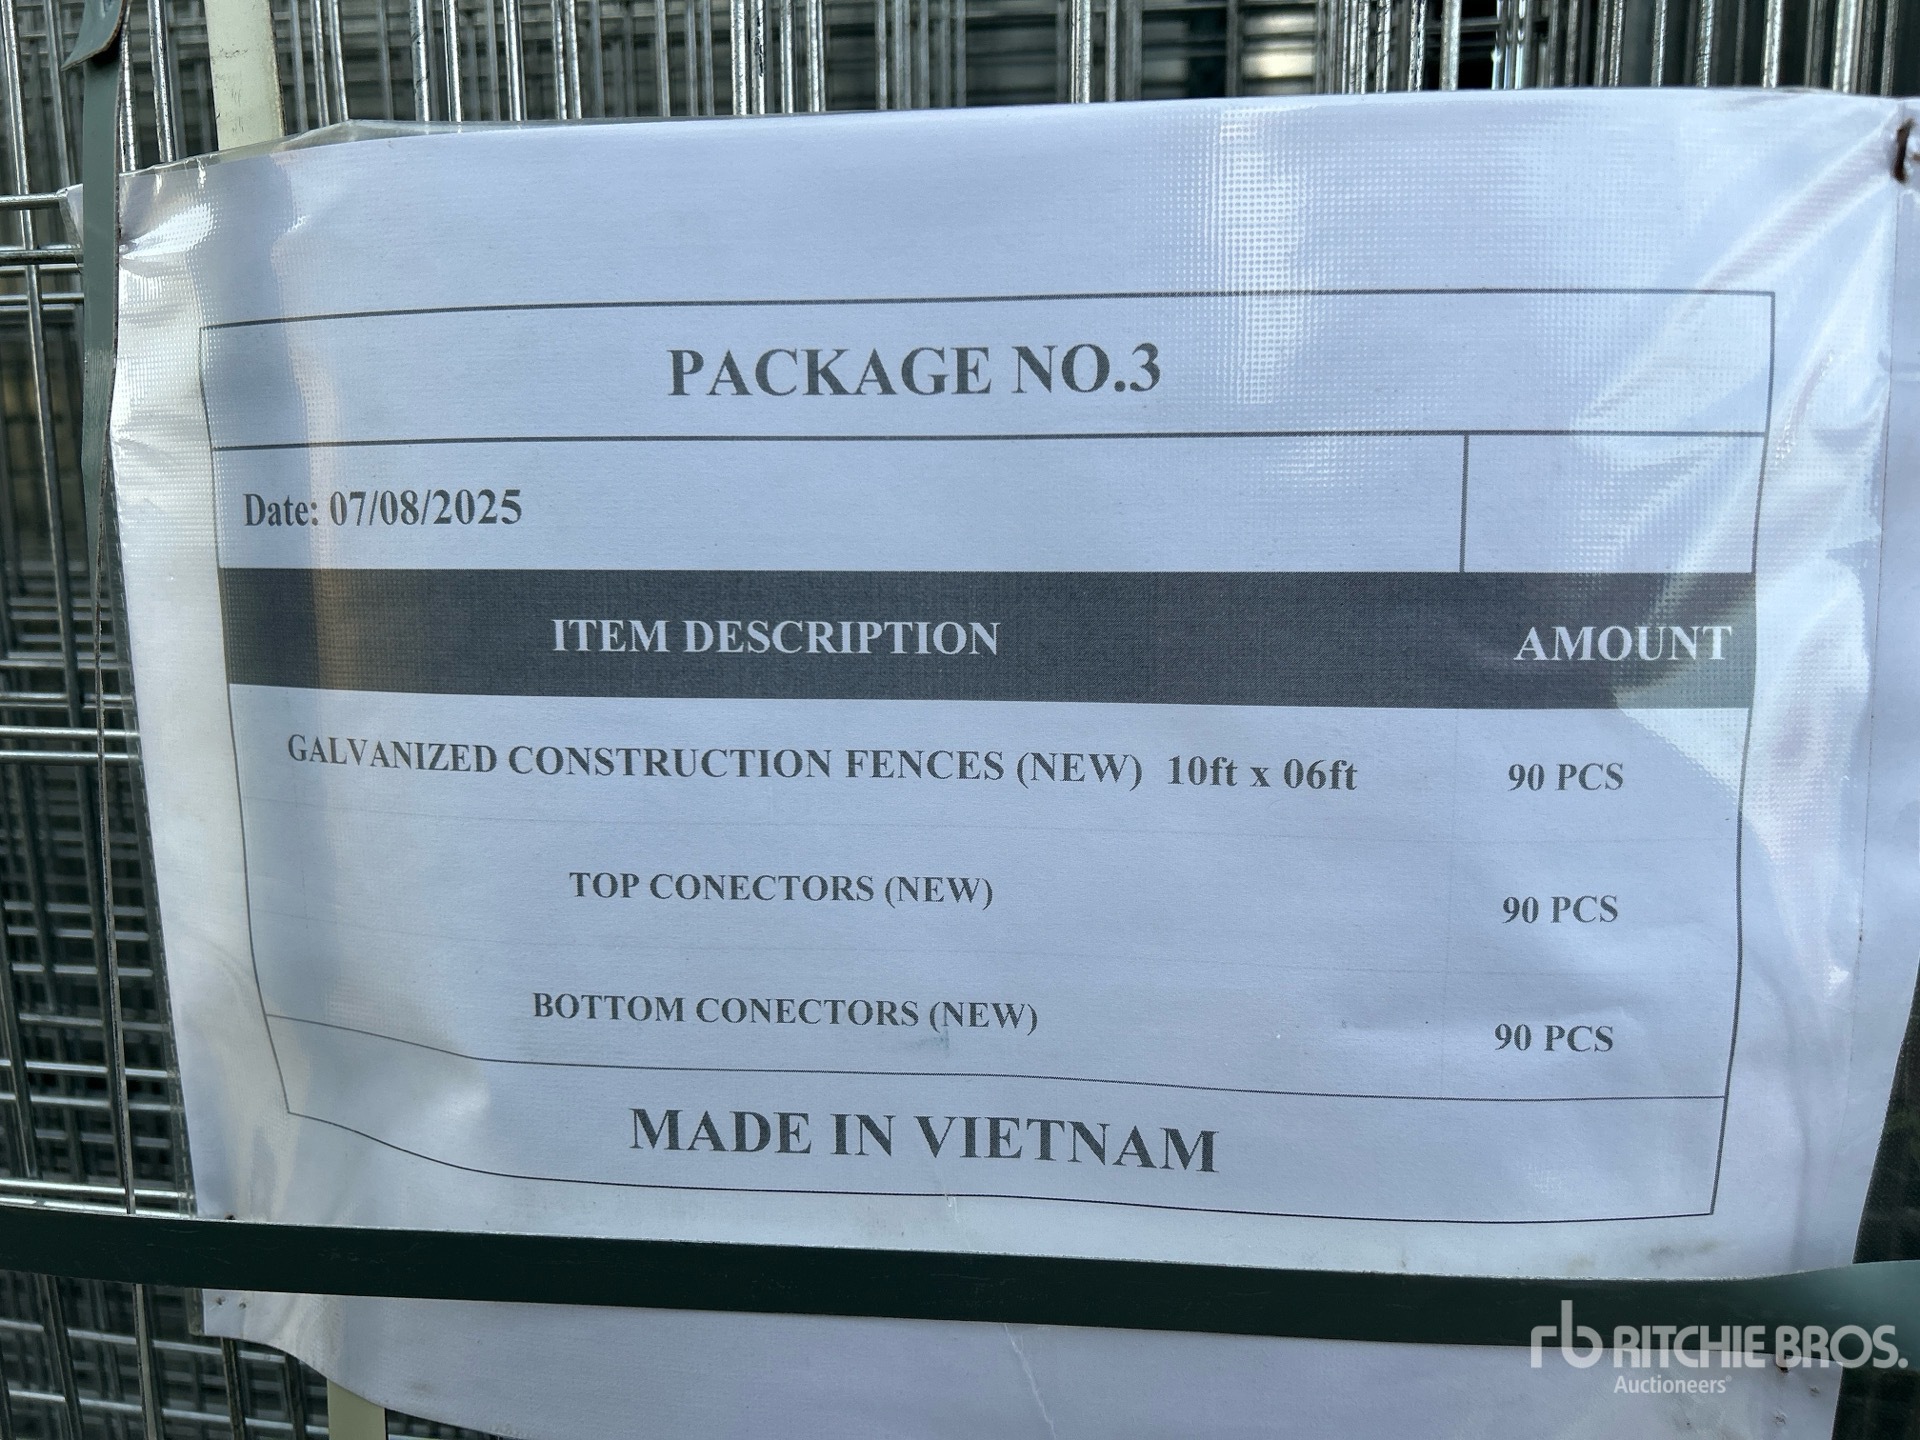 PACKAGE NO.3
Date: 07/08/2025
ITEM DESCRIPTION AMOUNT
GALVANIZED CONSTRUCTION FENCES (NEW) 10ft x 06ft 90 PCS
TOP CONECTORS (NEW) 90 PCS
BOTTOM CONECTORS (NEW) 90 PCS
MADE IN VIETNAM
rb RITCHIE BROS.
Auctioneers